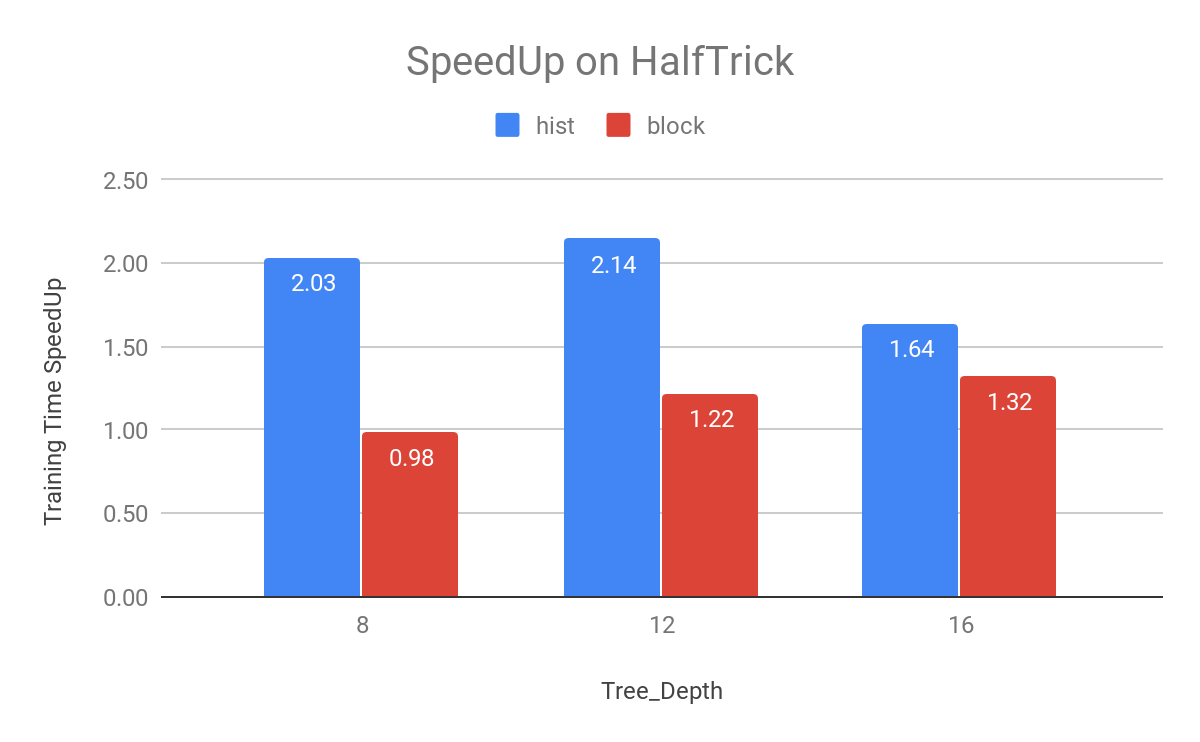 SpeedUp on HalfTrick
hist block
2.50
2.00
1.50
1.00
0.50
0.00
Training Time SpeedUp
2.03
0.98
2.14
1.22
1.64
1.32
8 12 16
Tree_Depth